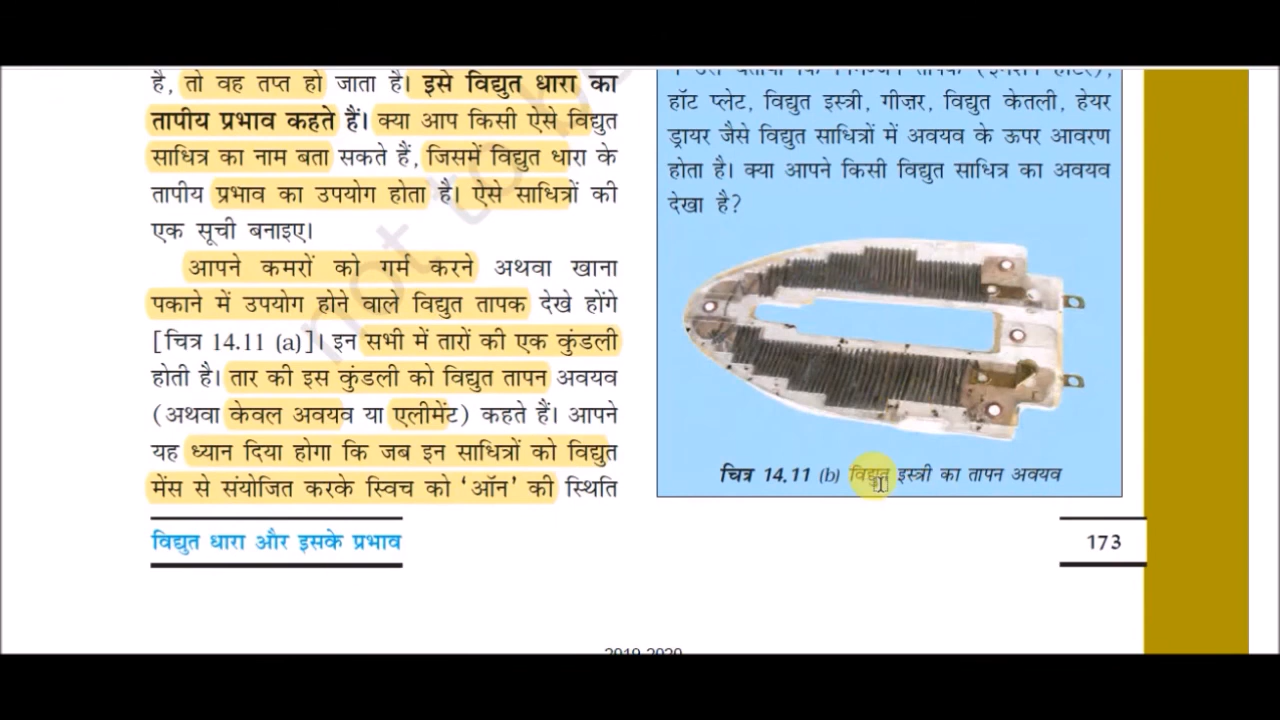 है, तो वह तप्त हो जाता है। इसे विद्युत धारा का
तापीय प्रभाव कहते हैं। क्या आप किसी ऐसे विद्युत
साधित्र का नाम बता सकते हैं, जिसमें विद्युत धारा के
तापीय प्रभाव का उपयोग होता है। ऐसे साधित्रों की
एक सूची बनाइए।
आपने कमरों को गर्म करने अथवा खाना
पकाने में उपयोग होने वाले विद्युत तापक देखे होंगे
[चित्र 14.11 (a)]। इन सभी में तारों की एक कुंडली
होती है। तार की इस कुंडली को विद्युत तापन अवयव
(अथवा केवल अवयव या एलीमेंट) कहते हैं। आपने
यह ध्यान दिया होगा कि जब इन साधित्रों को विद्युत
मेंस से संयोजित करके स्विच को ‘ऑन’ की स्थिति
विद्युत धारा और इसके प्रभाव
हॉट प्लेट, विद्युत इस्त्री, गीज़र, विद्युत केतली, हेयर
ड्रायर जैसे विद्युत साधित्रों में अवयव के ऊपर आवरण
होता है। क्या आपने किसी विद्युत साधित्र का अवयव
देखा है?
चित्र 14.11 (b) विद्युत इस्त्री का तापन अवयव
173
2019-2020
not to